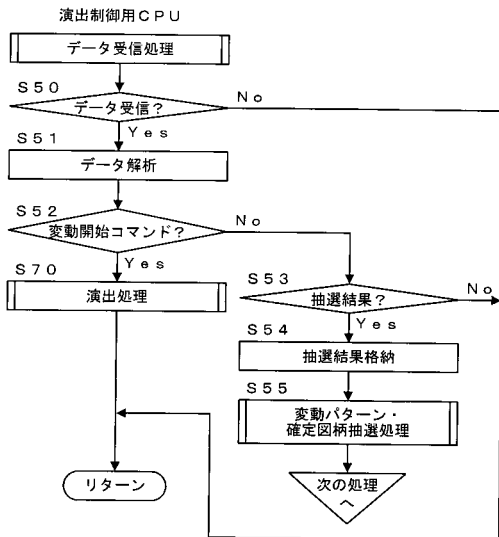 演出制御用ＣＰＵ
データ受信処理
Ｓ５０
データ受信？
Ｎｏ
Ｙｅｓ
Ｓ５１
データ解析
Ｓ５２
変動開始コマンド？
Ｎｏ
Ｙｅｓ
Ｓ７０
演出処理
Ｓ５３
抽選結果？
Ｎｏ
Ｙｅｓ
Ｓ５４
抽選結果格納
Ｓ５５
変動パターン・
確定図柄抽選処理
リターン
次の処理
へ